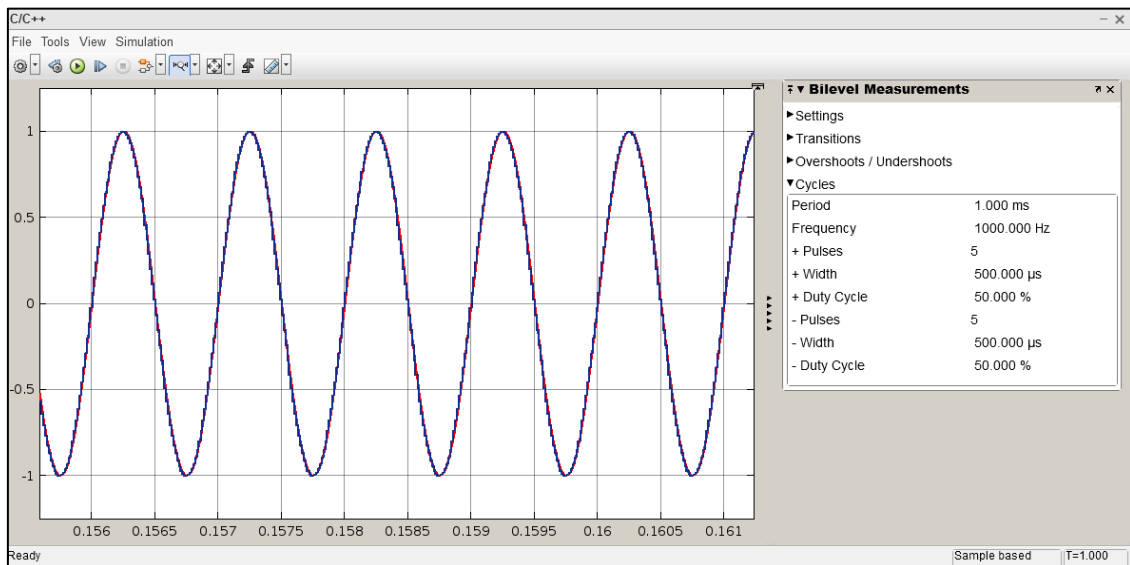 C/C++
File Tools View Simulation
Bilevel Measurements
Settings
Transitions
Overshoots / Undershoots
Cycles
Period 1.000 ms
Frequency 1000.000 Hz
+ Pulses 5
+ Width 500.000 µs
+ Duty Cycle 50.000 %
- Pulses 5
- Width 500.000 µs
- Duty Cycle 50.000 %
1
0.5
0
-0.5
-1
0.156 0.1565 0.157 0.1575 0.158 0.1585 0.159 0.1595 0.16 0.1605 0.161
Ready Sample based T=1.000